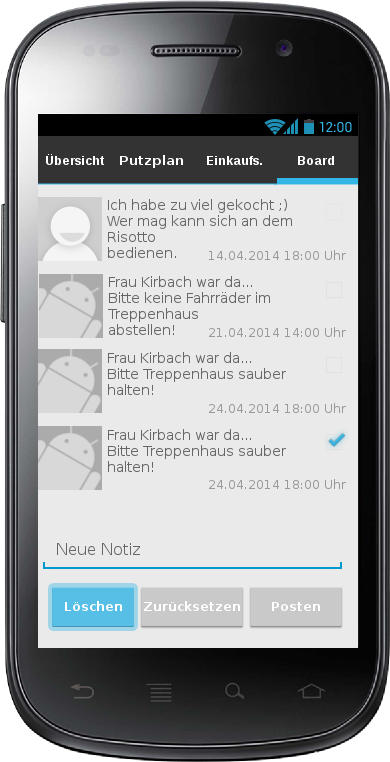 12:00
Übersicht Putzplan Einkaufs. Board
Ich habe zu viel gekocht ;)
Wer mag kann sich an dem
Risotto
bedienen.
14.04.2014 18:00 Uhr
Frau Kirbach war da...
Bitte keine Fahrräder im
Treppenhaus
abstellen!
21.04.2014 14:00 Uhr
Frau Kirbach war da...
Bitte Treppenhaus sauber
halten!
24.04.2014 18:00 Uhr
Frau Kirbach war da...
Bitte Treppenhaus sauber
halten!
24.04.2014 18:00 Uhr
Neue Notiz
Löschen Zurücksetzen Posten